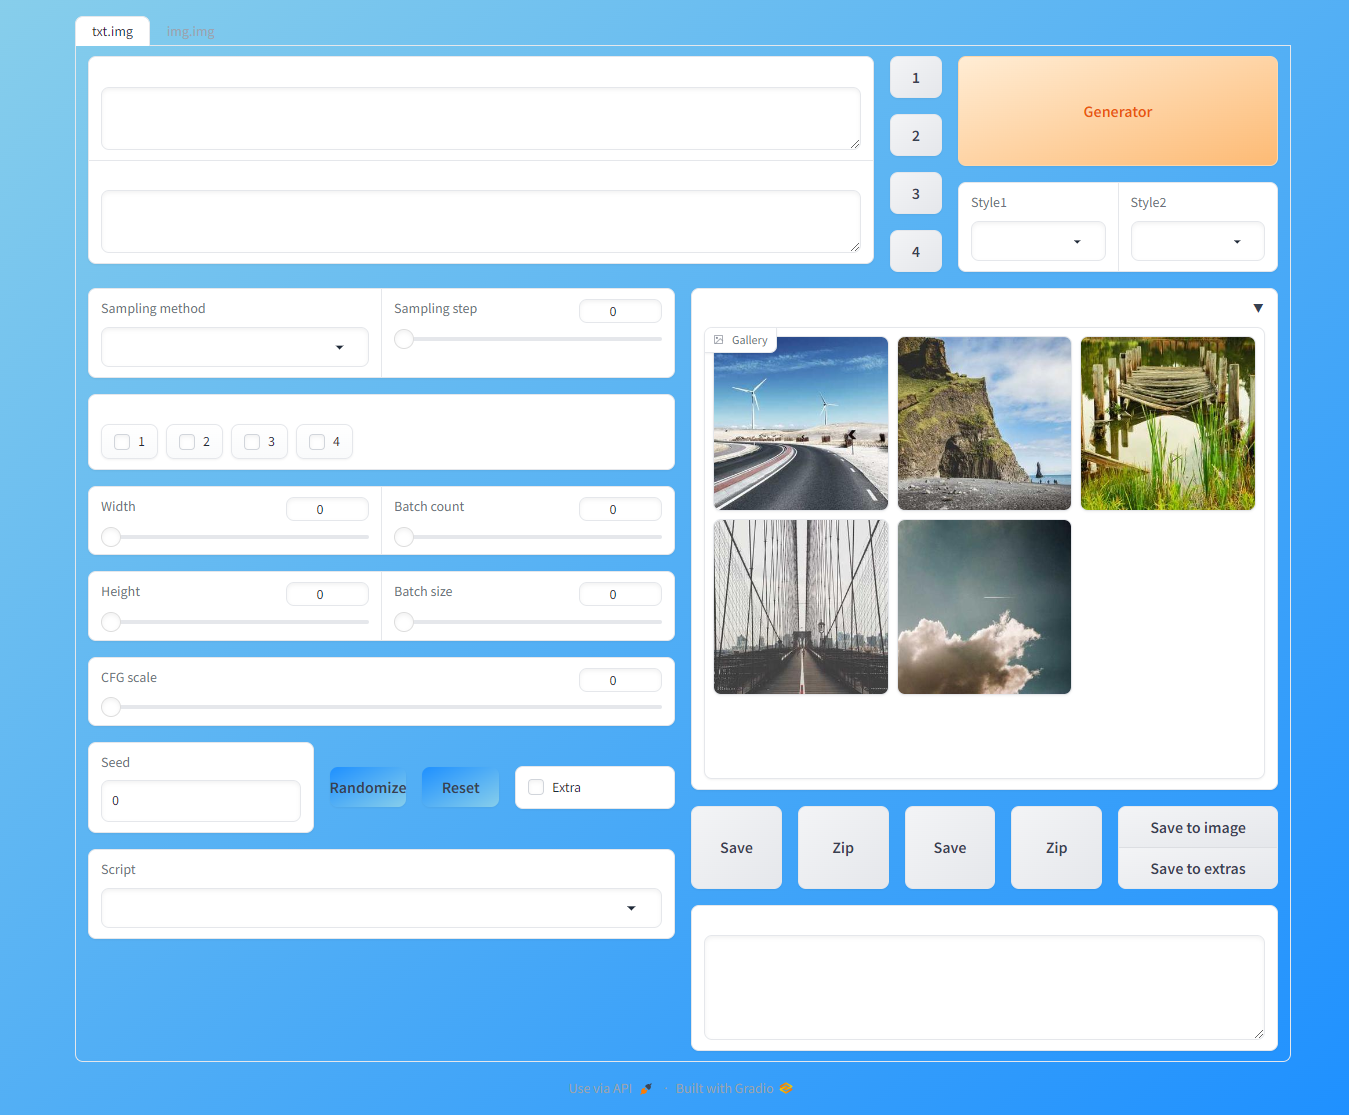 txt.img
img.img
1
2
3
4
Generator
Style1
Style2
Sampling method
Sampling step
0
1
2
3
4
Width
0
Batch count
0
Height
0
Batch size
0
CFG scale
0
Seed
0
Randomize
Reset
Extra
Script
Gallery
Save
Zip
Save
Zip
Save to image
Save to extras
Use via API · Built with Gradio